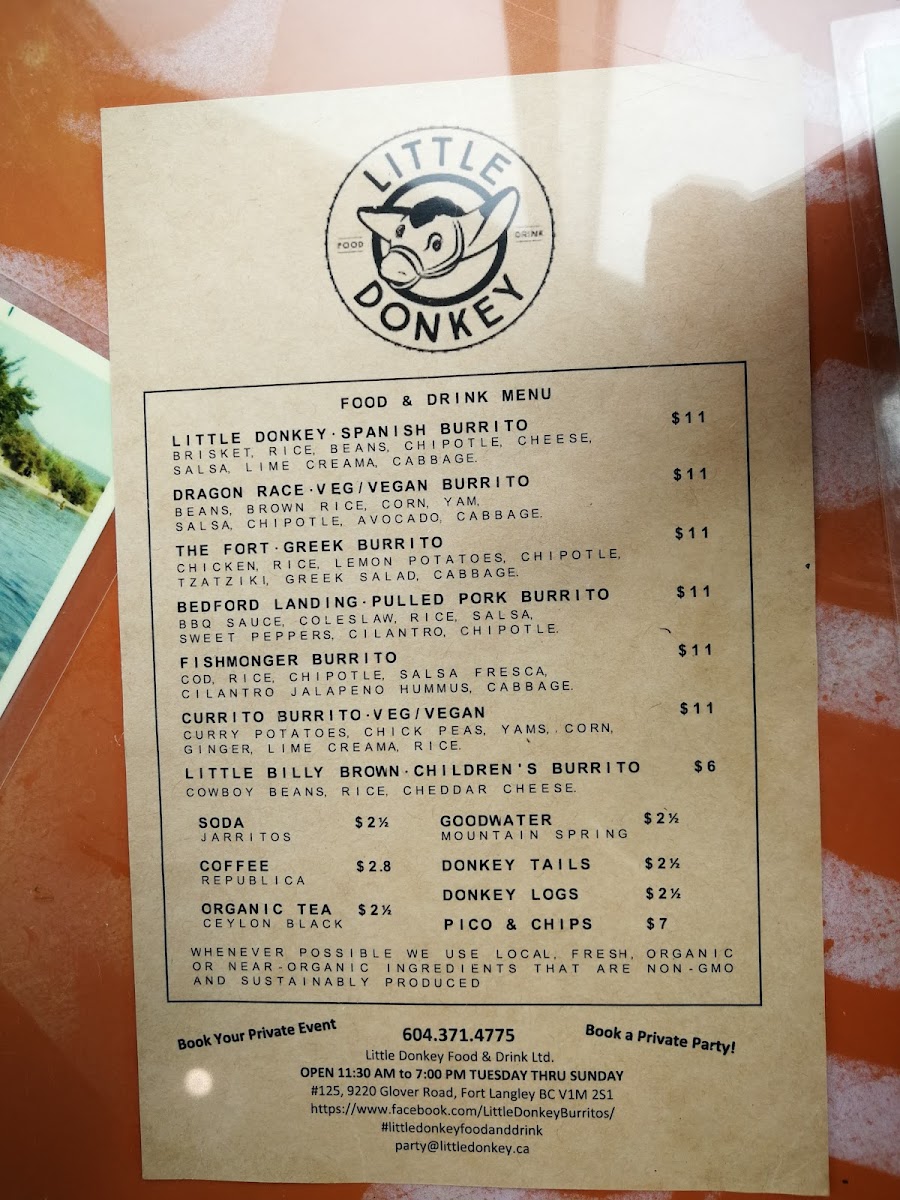 LITTLE
FOOD
DRINK
DONKEY
FOOD & DRINK MENU
LITTLE DONKEY·SPANISH BURRITO $11
BRISKET, RICE, BEANS, CHIPOTLE, CHEESE,
SALSA, LIME CREAMA, CABBAGE.
DRAGON RACE·VEG/VEGAN BURRITO $11
BEANS, BROWN RICE, CORN, YAM,
SALSA, CHIPOTLE, AVOCADO, CABBAGE.
THE FORT·GREEK BURRITO $11
CHICKEN, RICE, LEMON POTATOES, CHIPOTLE,
TZATZIKI, GREEK SALAD, CABBAGE.
BEDFORD LANDING·PULLED PORK BURRITO $11
BBQ SAUCE, COLESLAW, RICE, SALSA,
SWEET PEPPERS, CILANTRO, CHIPOTLE.
FISHMONGER BURRITO $11
COD, RICE, CHIPOTLE, SALSA FRESCA,
CILANTRO JALAPENO HUMMUS, CABBAGE.
CURRITO BURRITO·VEG/VEGAN $11
CURRY POTATOES, CHICK PEAS, YAMS,, CORN,
GINGER, LIME CREAMA, RICE.
LITTLE BILLY BROWN·CHILDREN'S BURRITO $6
COWBOY BEANS, RICE, CHEDDAR CHEESE.
SODA $2½
JARRITOS
COFFEE $2.8
REPUBLICA
ORGANIC TEA $2½
CEYLON BLACK
GOODWATER $2½
MOUNTAIN SPRING
DONKEY TAILS $2½
DONKEY LOGS $2½
PICO & CHIPS $7
WHENEVER POSSIBLE WE USE LOCAL, FRESH, ORGANIC
OR NEAR-ORGANIC INGREDIENTS THAT ARE NON-GMO
AND SUSTAINABLY PRODUCED
Book Your Private Event
604.371.4775
Book a Private Party!
Little Donkey Food & Drink Ltd.
OPEN 11:30 AM to 7:00 PM TUESDAY THRU SUNDAY
#125, 9220 Glover Road, Fort Langley BC V1M 2S1
https://www.facebook.com/LittleDonkeyBurritos/
#littledonkeyfoodanddrink
party@littledonkey.ca